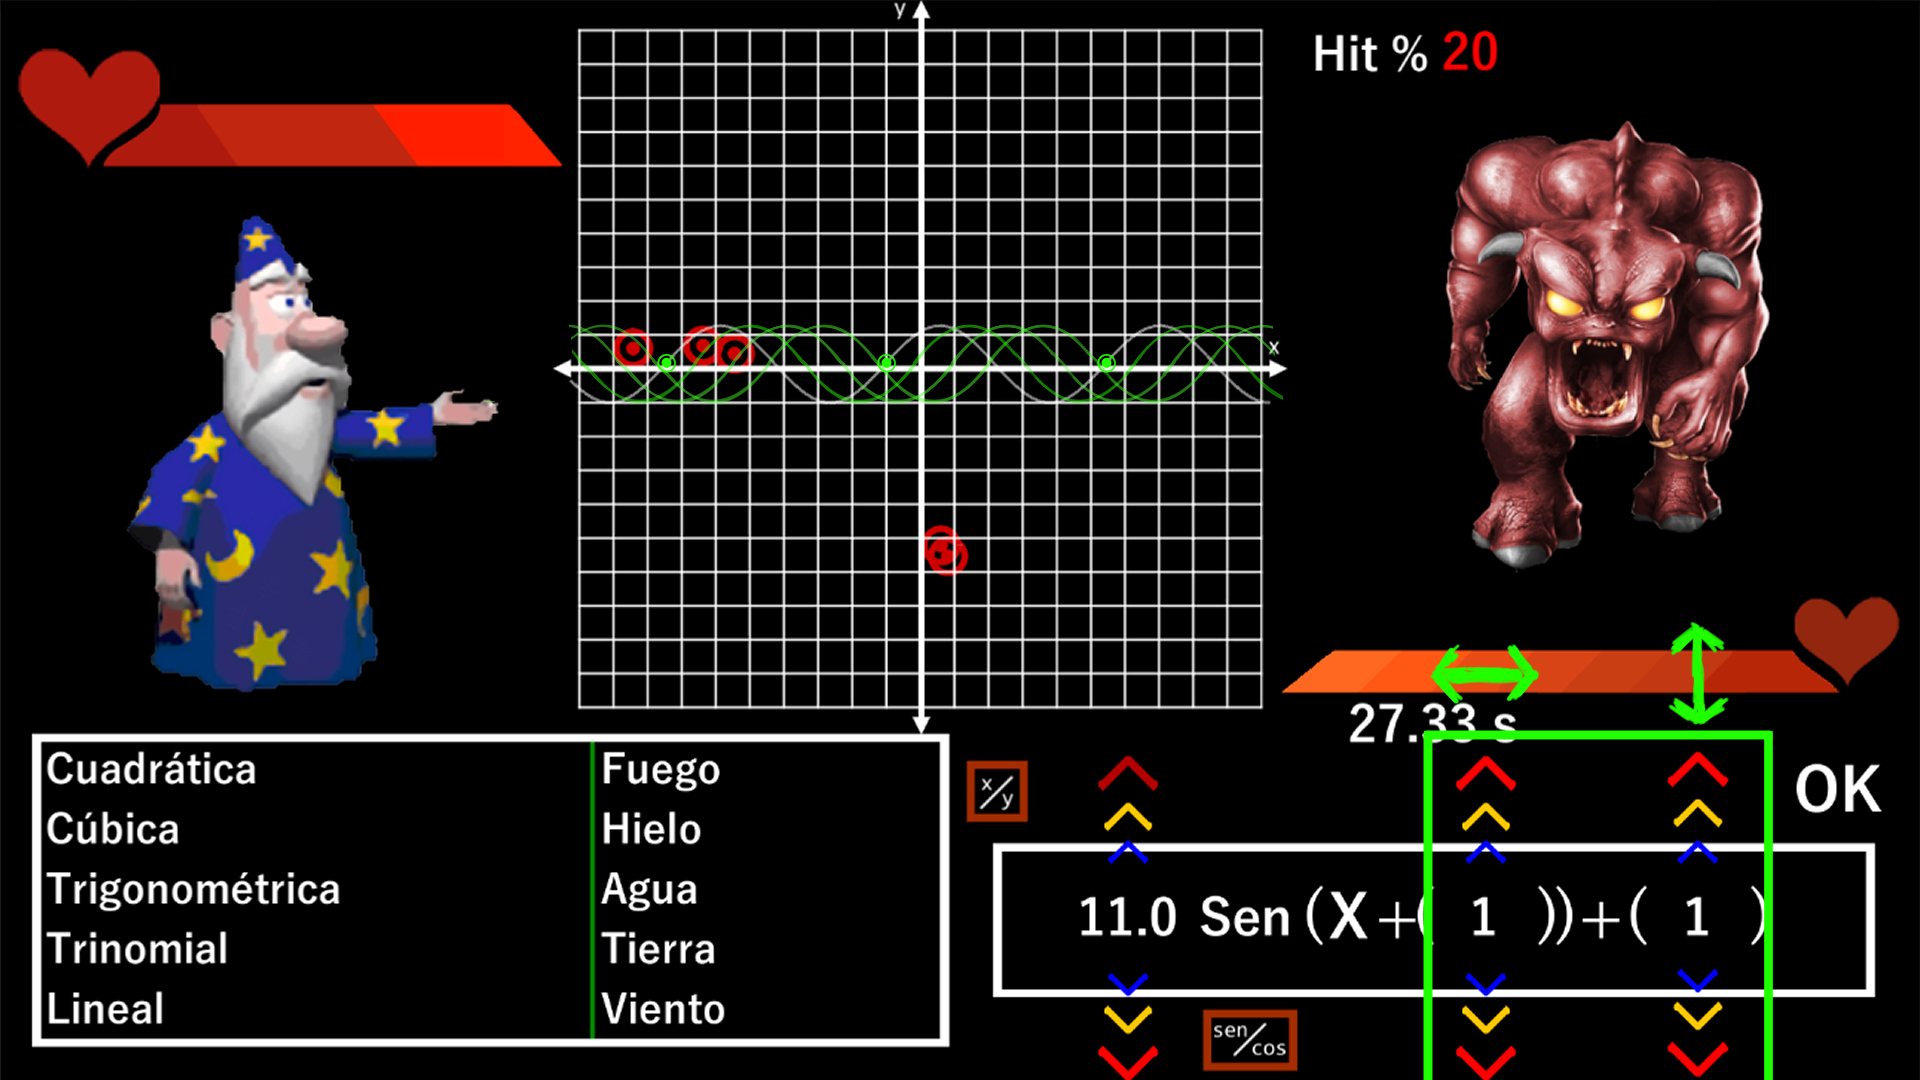 y
Hit % 20
x
27.33 s
Cuadrática Fuego
Cúbica Hielo
Trigonométrica Agua
Trinomial Tierra
Lineal Viento
x/y
OK
11.0 Sen (X +( 1 ))+( 1 )
sen/cos